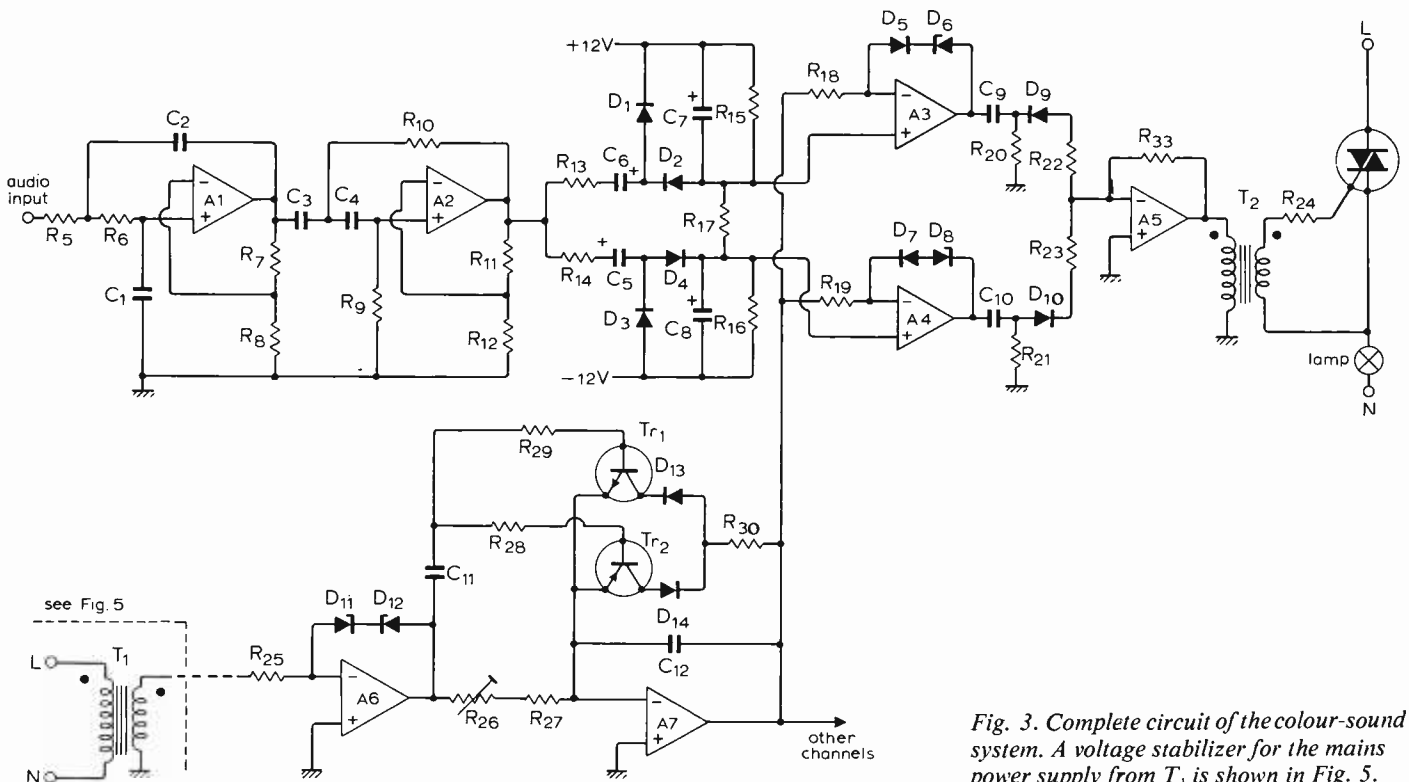 D5 D6
L
+12V
R18
C2
D1
C7
R15
A3
C9
D9
R10
R20
R22
R33
audio input
R13
C6
D2
A1
C3
C4
A2
T2
R24
R5
R6
A5
R17
R7
R11
D7 D8
R14
C5
D4
R23
C1
R9
R19
C10
D10
A4
D3
C8
R16
R8
R12
R21
lamp
-12V
N
Tr1
R29
D13
R30
R28
Tr2
C11
see Fig. 5
D11 D12
D14
L
T1
C12
R25
A6
R26
R27
A7
N
other channels
Fig. 3. Complete circuit of the colour-sound
system. A voltage stabilizer for the mains
power supply from T1 is shown in Fig. 5.